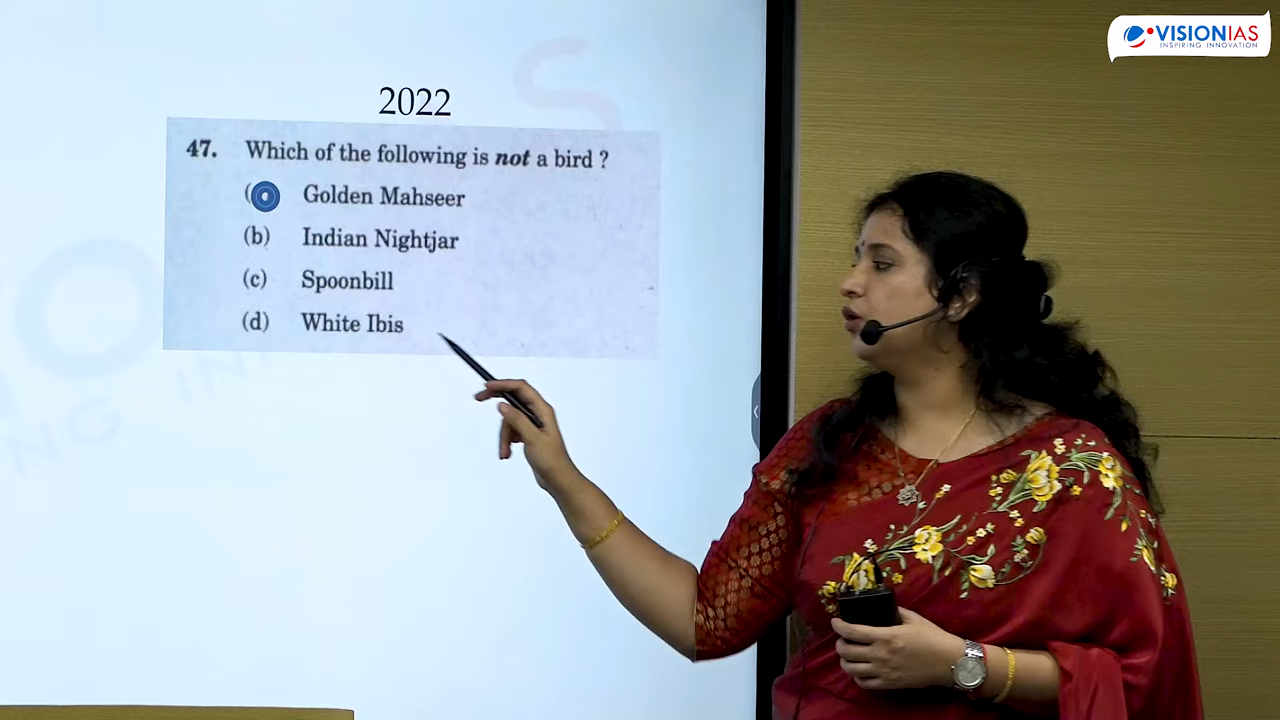 VISIONIAS
INSPIRING INNOVATION
2022
47. Which of the following is not a bird ?
( Golden Mahseer
(b) Indian Nightjar
(c) Spoonbill
(d) White Ibis